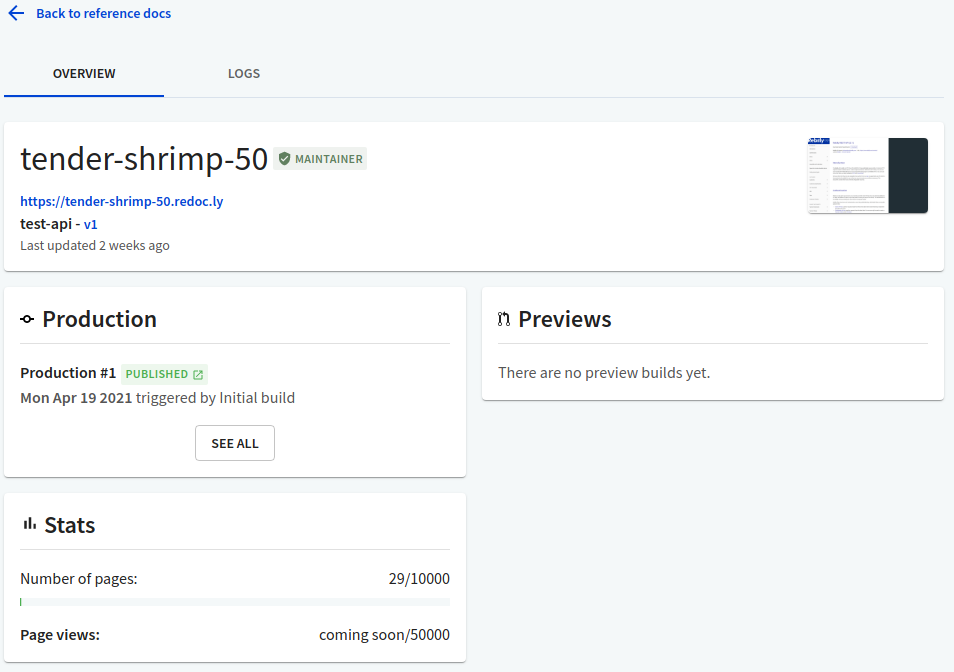 Back to reference docs
OVERVIEW
LOGS
tender-shrimp-50 MAINTAINER
https://tender-shrimp-50.redoc.ly
test-api - v1
Last updated 2 weeks ago
Production
Production #1 PUBLISHED
Mon Apr 19 2021 triggered by Initial build
SEE ALL
Previews
There are no preview builds yet.
Stats
Number of pages: 29/10000
Page views: coming soon/50000